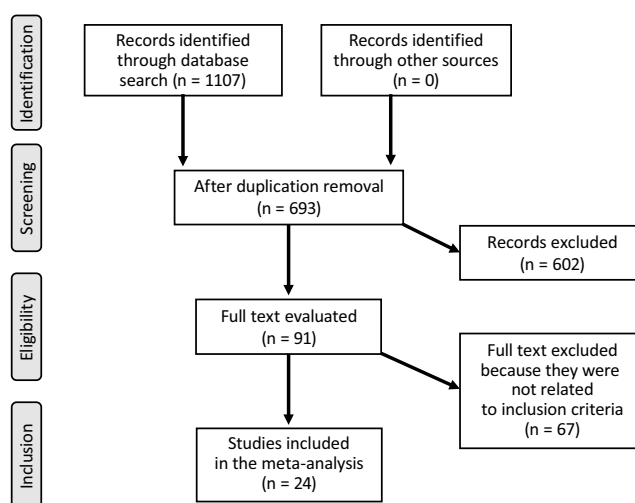 Identification
Records identified
through database
search (n = 1107)
Records identified
through other sources
(n = 0)
Screening
After duplication removal
(n = 693)
Records excluded
(n = 602)
Eligibility
Full text evaluated
(n = 91)
Full text excluded
because they were
not related
to inclusion criteria
(n = 67)
Inclusion
Studies included
in the meta-analysis
n = 24